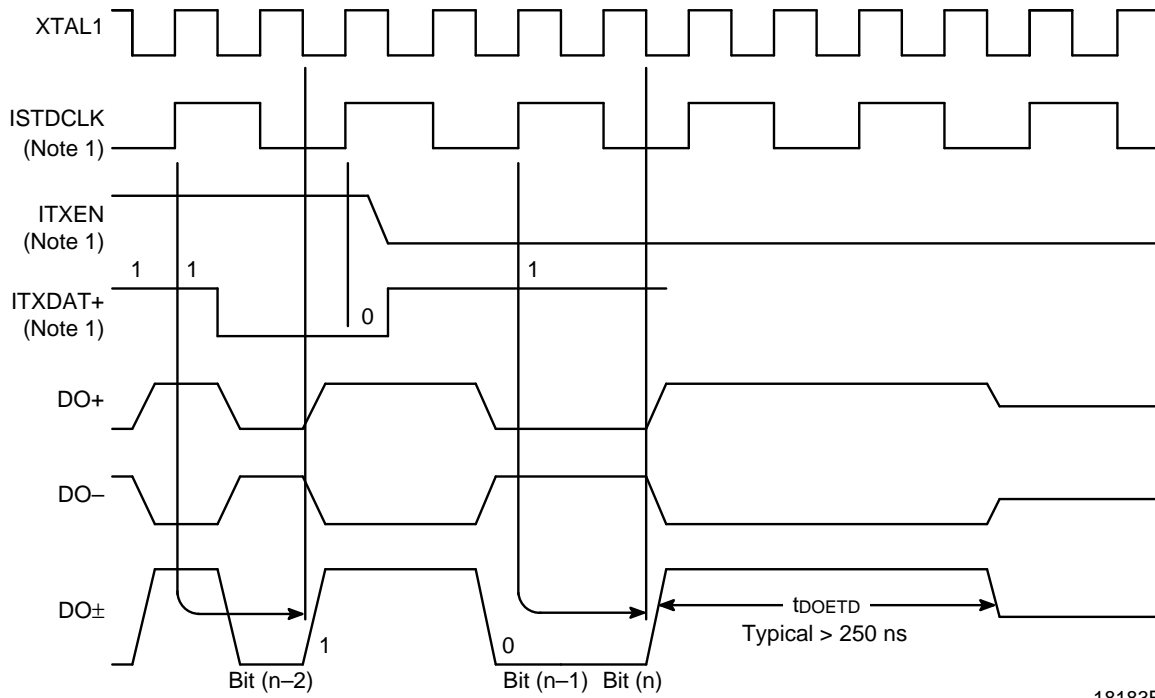 XTAL1
ISTDCLK
(Note 1)
ITXEN
(Note 1)
1 1 1
ITXDAT+
(Note 1)
0
DO+
DO–
DO±
tDOETD
Typical > 250 ns
1 0
Bit (n–2) Bit (n–1) Bit (n)